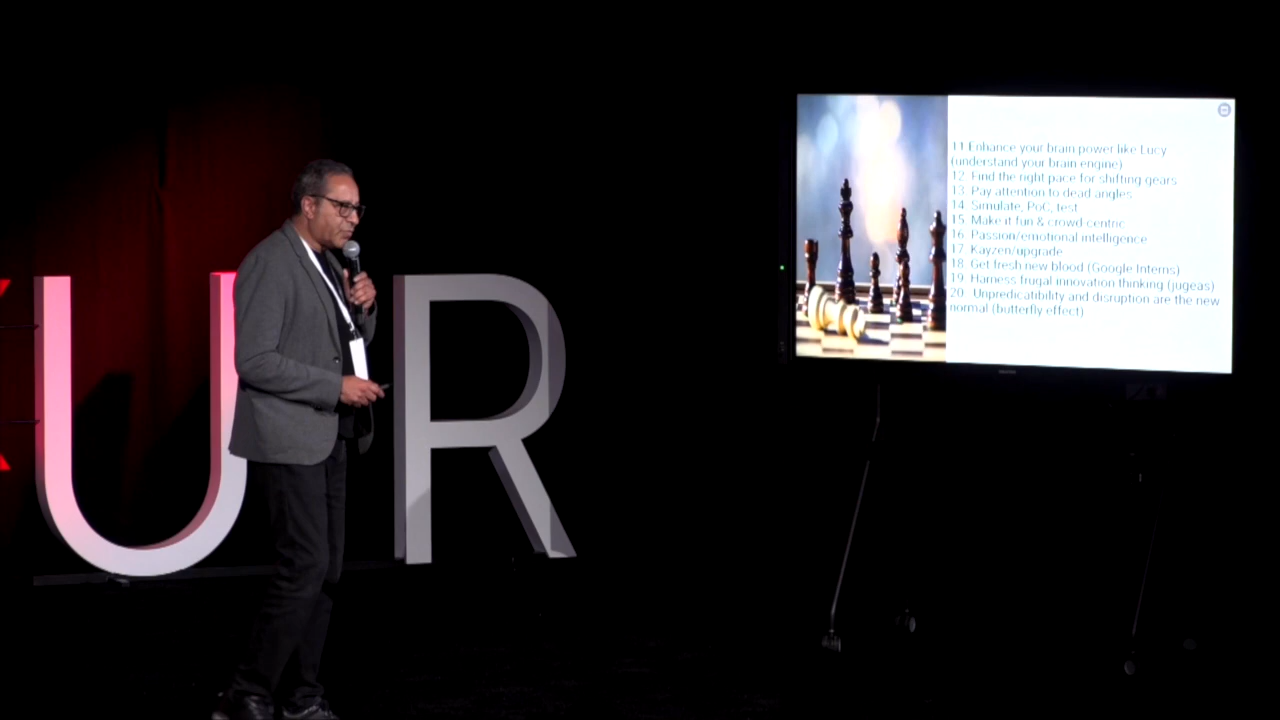 UR
11 Enhance your brain power like Lucy
(understand your brain engine)
12. Find the right pace for shifting gears
13. Pay attention to dead angles
14. Simulate, PoC, test
15. Make it fun & crowd-centric
16. Passion/emotional intelligence
17. Kayzen/upgrade
18. Get fresh new blood (Google Interns)
19. Harness frugal innovation thinking (jugeas)
20. Unpredicatibility and disruption are the new
normal (butterfly effect)